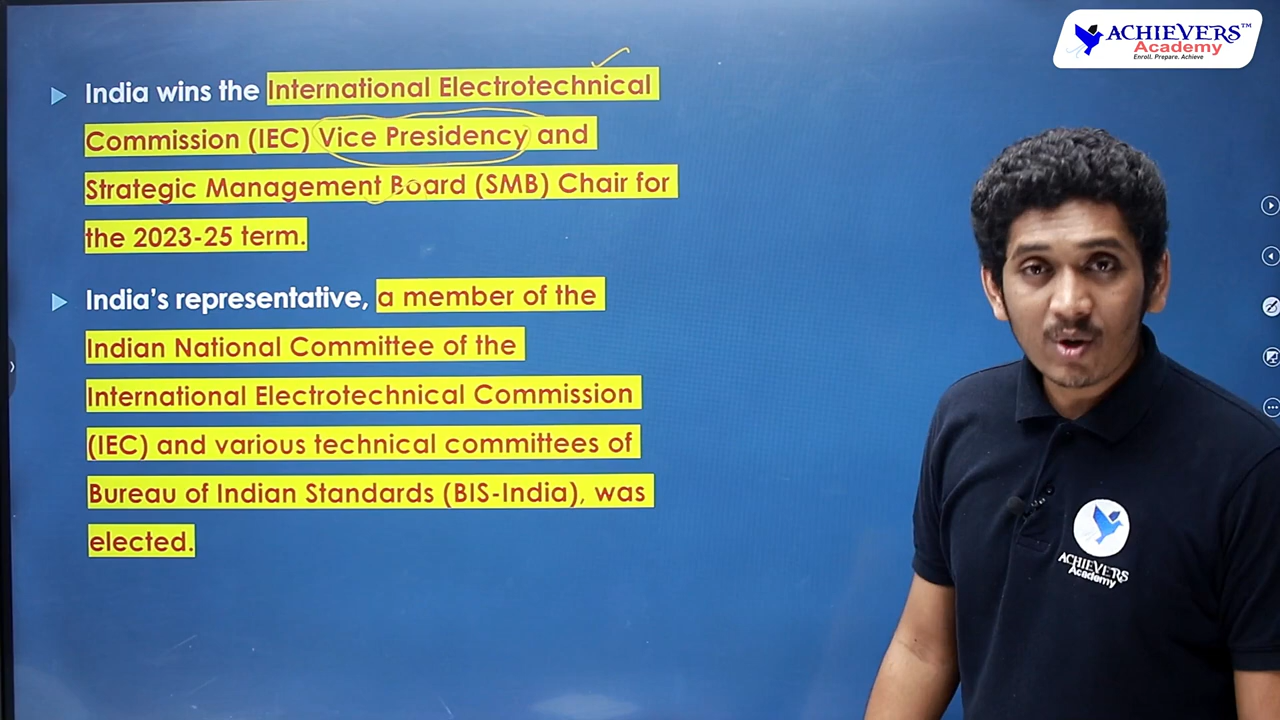 ACHIEVERS™
Academy
Enroll. Prepare. Achieve
India wins the International Electrotechnical
Commission (IEC) Vice Presidency and
Strategic Management Board (SMB) Chair for
the 2023-25 term.
India's representative, a member of the
Indian National Committee of the
International Electrotechnical Commission
(IEC) and various technical committees of
Bureau of Indian Standards (BIS-India), was
elected.
ACHIEVERS
Academy